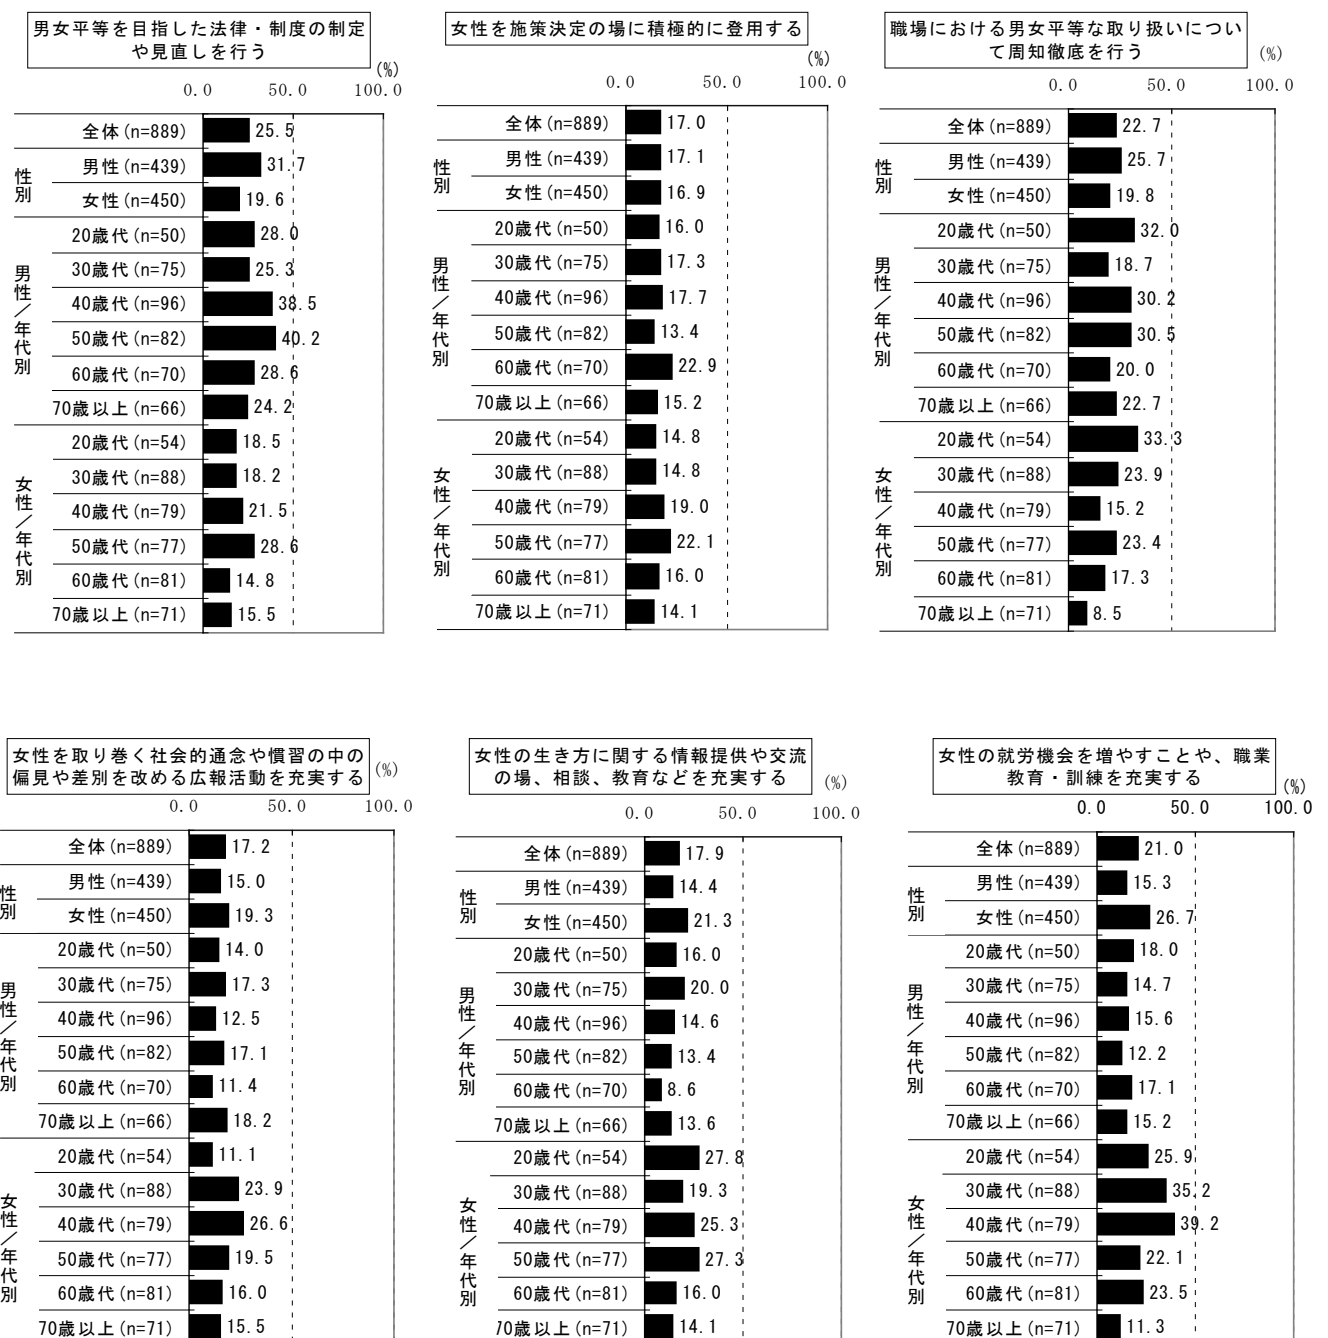 男女平等を目指した法律・制度の制定
や見直しを行う
(%)
0.0 50.0 100.0
全体(n=889) 25.5
性別
男性(n=439) 31.7
女性(n=450) 19.6
男性/年代別
20歳代(n=50) 28.0
30歳代(n=75) 25.3
40歳代(n=96) 38.5
50歳代(n=82) 40.2
60歳代(n=70) 28.6
70歳以上(n=66) 24.2
女性/年代別
20歳代(n=54) 18.5
30歳代(n=88) 18.2
40歳代(n=79) 21.5
50歳代(n=77) 28.6
60歳代(n=81) 14.8
70歳以上(n=71) 15.5
女性を施策決定の場に積極的に登用する
(%)
0.0 50.0 100.0
全体(n=889) 17.0
性別
男性(n=439) 17.1
女性(n=450) 16.9
男性/年代別
20歳代(n=50) 16.0
30歳代(n=75) 17.3
40歳代(n=96) 17.7
50歳代(n=82) 13.4
60歳代(n=70) 22.9
70歳以上(n=66) 15.2
女性/年代別
20歳代(n=54) 14.8
30歳代(n=88) 14.8
40歳代(n=79) 19.0
50歳代(n=77) 22.1
60歳代(n=81) 16.0
70歳以上(n=71) 14.1
職場における男女平等な取り扱いについ
て周知徹底を行う
(%)
0.0 50.0 100.0
全体(n=889) 22.7
性別
男性(n=439) 25.7
女性(n=450) 19.8
男性/年代別
20歳代(n=50) 32.0
30歳代(n=75) 18.7
40歳代(n=96) 30.2
50歳代(n=82) 30.5
60歳代(n=70) 20.0
70歳以上(n=66) 22.7
女性/年代別
20歳代(n=54) 33.3
30歳代(n=88) 23.9
40歳代(n=79) 15.2
50歳代(n=77) 23.4
60歳代(n=81) 17.3
70歳以上(n=71) 8.5
女性を取り巻く社会的通念や慣習の中の
偏見や差別を改める広報活動を充実する
(%)
0.0 50.0 100.0
全体(n=889) 17.2
性別
男性(n=439) 15.0
女性(n=450) 19.3
男性/年代別
20歳代(n=50) 14.0
30歳代(n=75) 17.3
40歳代(n=96) 12.5
50歳代(n=82) 17.1
60歳代(n=70) 11.4
70歳以上(n=66) 18.2
女性/年代別
20歳代(n=54) 11.1
30歳代(n=88) 23.9
40歳代(n=79) 26.6
50歳代(n=77) 19.5
60歳代(n=81) 16.0
70歳以上(n=71) 15.5
女性の生き方に関する情報提供や交流
の場、相談、教育などを充実する
(%)
0.0 50.0 100.0
全体(n=889) 17.9
性別
男性(n=439) 14.4
女性(n=450) 21.3
男性/年代別
20歳代(n=50) 16.0
30歳代(n=75) 20.0
40歳代(n=96) 14.6
50歳代(n=82) 13.4
60歳代(n=70) 8.6
70歳以上(n=66) 13.6
女性/年代別
20歳代(n=54) 27.8
30歳代(n=88) 19.3
40歳代(n=79) 25.3
50歳代(n=77) 27.3
60歳代(n=81) 16.0
70歳以上(n=71) 14.1
女性の就労機会を増やすことや、職業
教育・訓練を充実する
(%)
0.0 50.0 100.0
全体(n=889) 21.0
性別
男性(n=439) 15.3
女性(n=450) 26.7
男性/年代別
20歳代(n=50) 18.0
30歳代(n=75) 14.7
40歳代(n=96) 15.6
50歳代(n=82) 12.2
60歳代(n=70) 17.1
70歳以上(n=66) 15.2
女性/年代別
20歳代(n=54) 25.9
30歳代(n=88) 35.2
40歳代(n=79) 39.2
50歳代(n=77) 22.1
60歳代(n=81) 23.5
70歳以上(n=71) 11.3